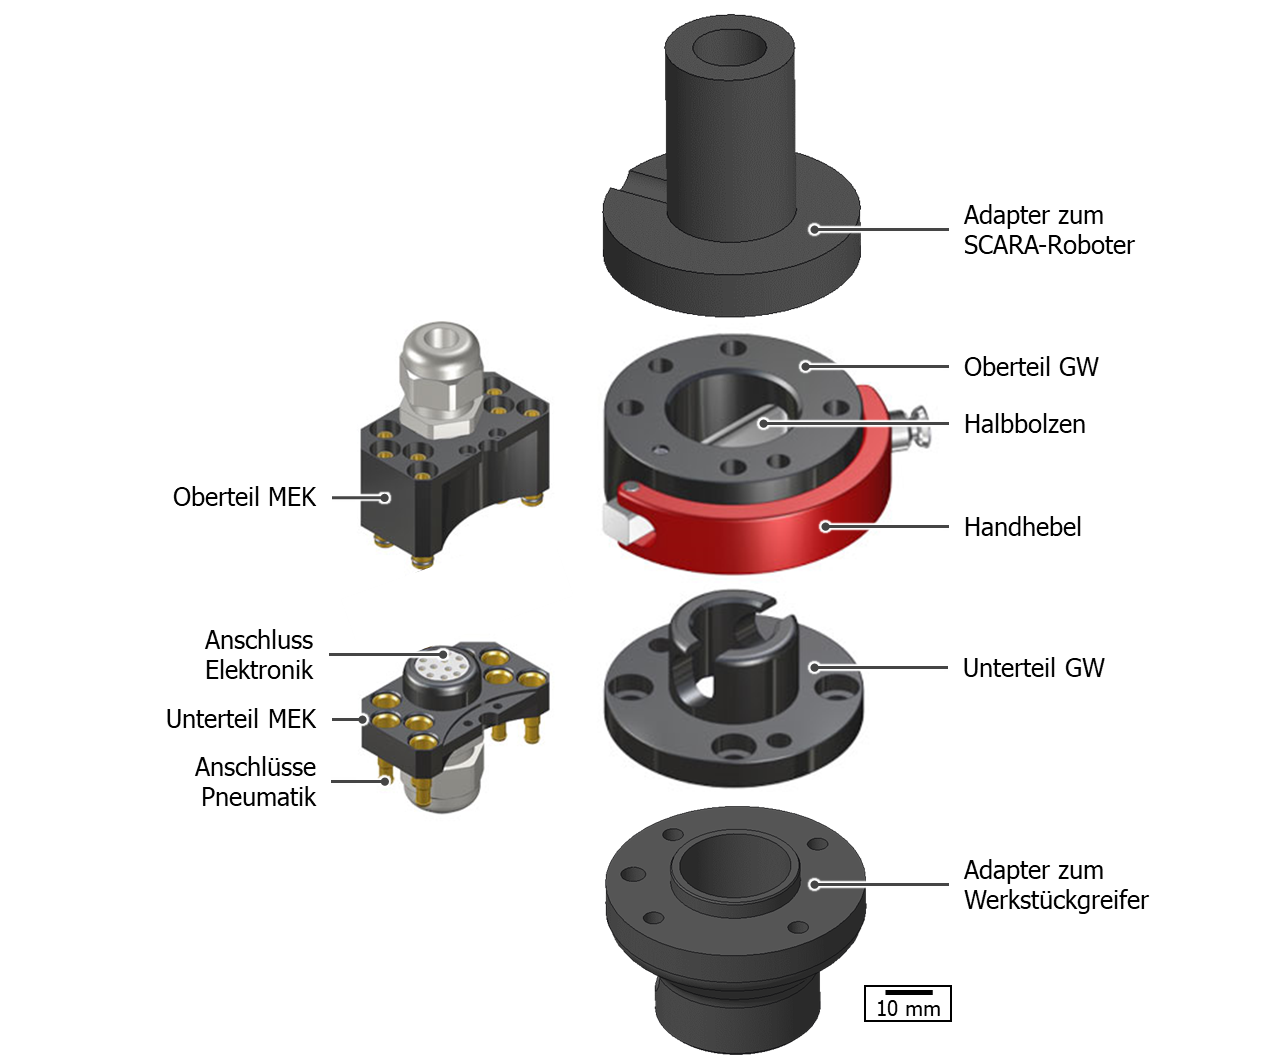 Adapter zum
SCARA-Roboter
Oberteil GW
Halbbolzen
Oberteil MEK
Handhebel
Anschluss
Elektronik
Unterteil GW
Unterteil MEK
Anschlüsse
Pneumatik
Adapter zum
Werkstückgreifer
10 mm